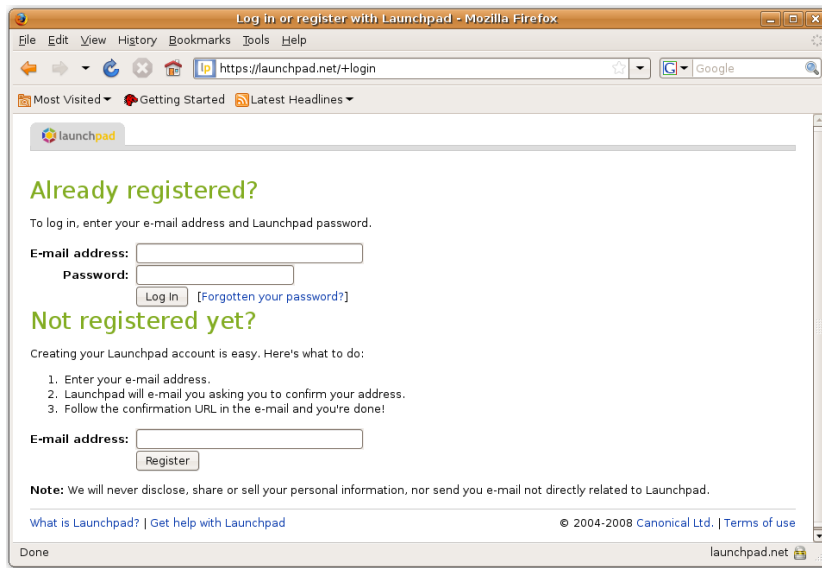 Log in or register with Launchpad - Mozilla Firefox
File Edit View History Bookmarks Tools Help
lp https://launchpad.net/+login G Google
Most Visited Getting Started Latest Headlines
launchpad
Already registered?
To log in, enter your e-mail address and Launchpad password.
E-mail address:
Password:
Log In [Forgotten your password?]
Not registered yet?
Creating your Launchpad account is easy. Here's what to do:
1. Enter your e-mail address.
2. Launchpad will e-mail you asking you to confirm your address.
3. Follow the confirmation URL in the e-mail and you're done!
E-mail address:
Register
Note: We will never disclose, share or sell your personal information, nor send you e-mail not directly related to Launchpad.
What is Launchpad? | Get help with Launchpad © 2004-2008 Canonical Ltd. | Terms of use
Done launchpad.net